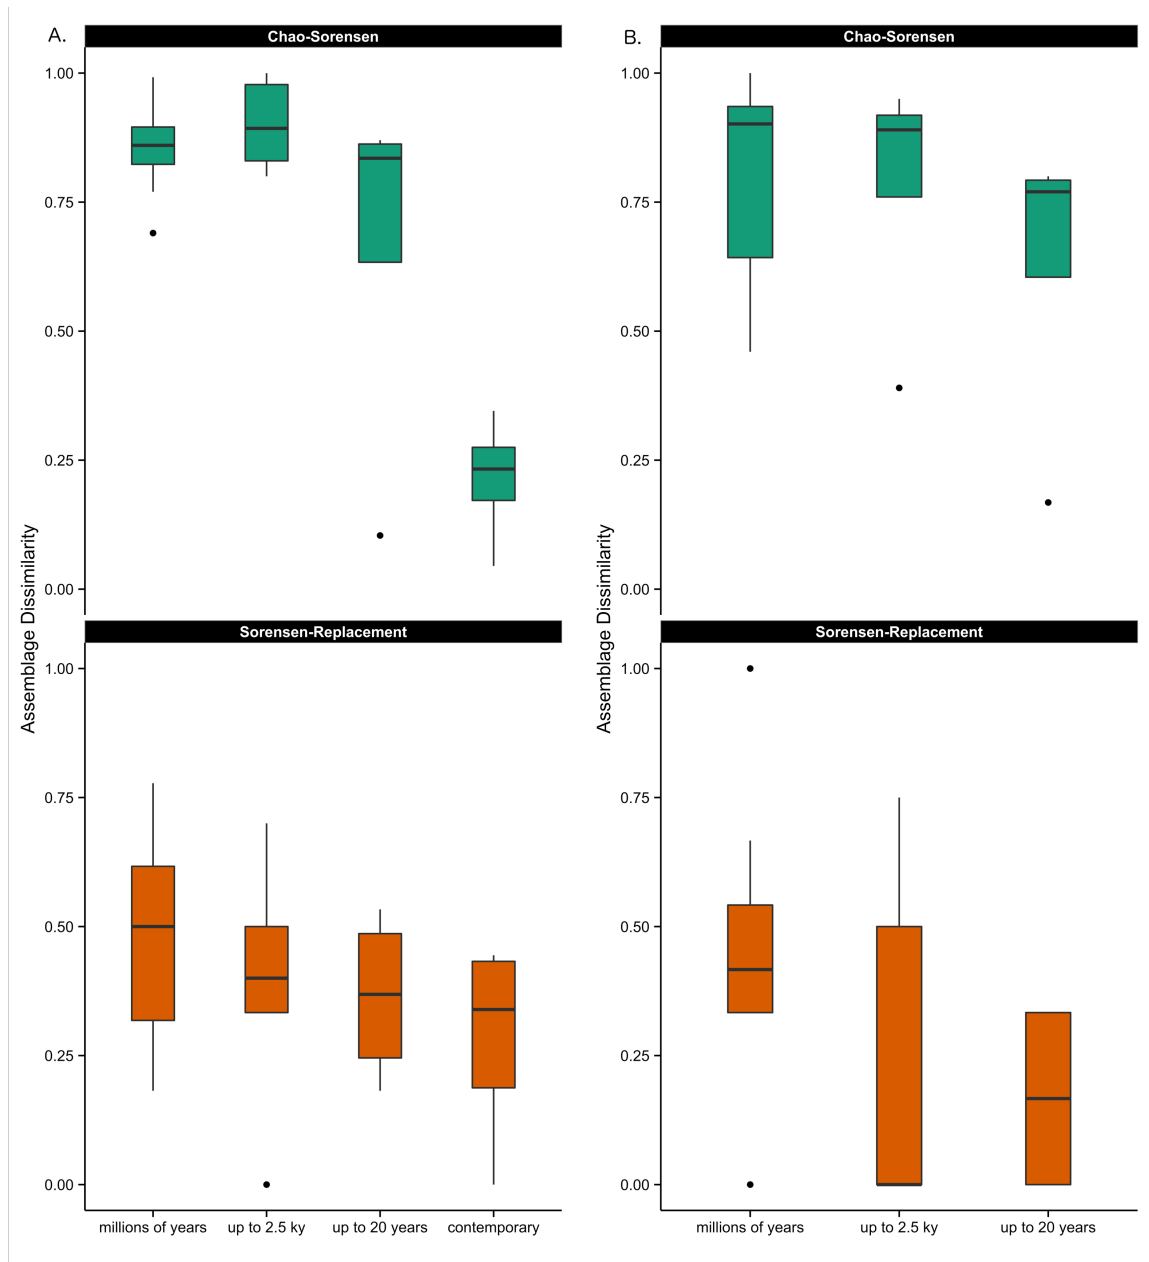 A.
Chao-Sorensen
1.00
0.75
0.50
0.25
0.00
Sorensen-Replacement
1.00
0.75
0.50
0.25
0.00
Assemblage Dissimilarity
millions of years
up to 2.5 ky
up to 20 years
contemporary
B.
Chao-Sorensen
1.00
0.75
0.50
0.25
0.00
Sorensen-Replacement
1.00
0.75
0.50
0.25
0.00
Assemblage Dissimilarity
millions of years
up to 2.5 ky
up to 20 years